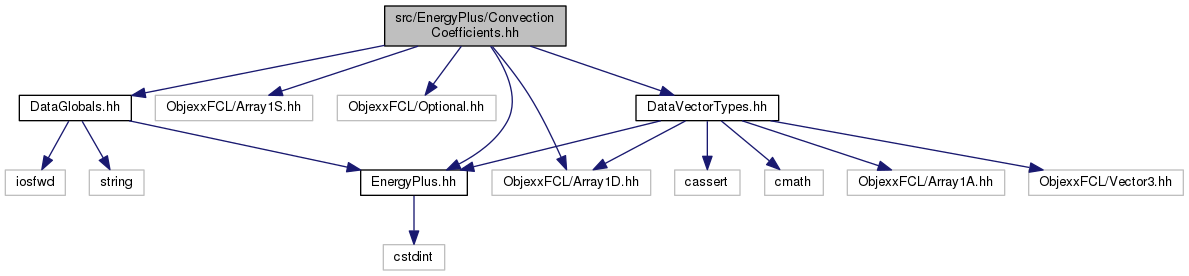 src/EnergyPlus/Convection
Coefficients.hh
DataGlobals.hh
ObjexxFCL/Array1S.hh
ObjexxFCL/Optional.hh
DataVectorTypes.hh
iosfwd
string
EnergyPlus.hh
ObjexxFCL/Array1D.hh
cassert
cmath
ObjexxFCL/Array1A.hh
ObjexxFCL/Vector3.hh
cstdint